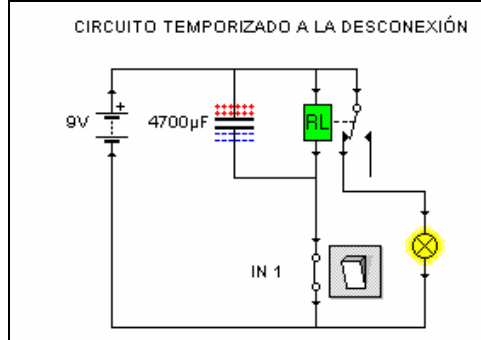 CIRCUITO TEMPORIZADO A LA DESCONEXIÓN
9V
+
4700µF
RL
IN 1